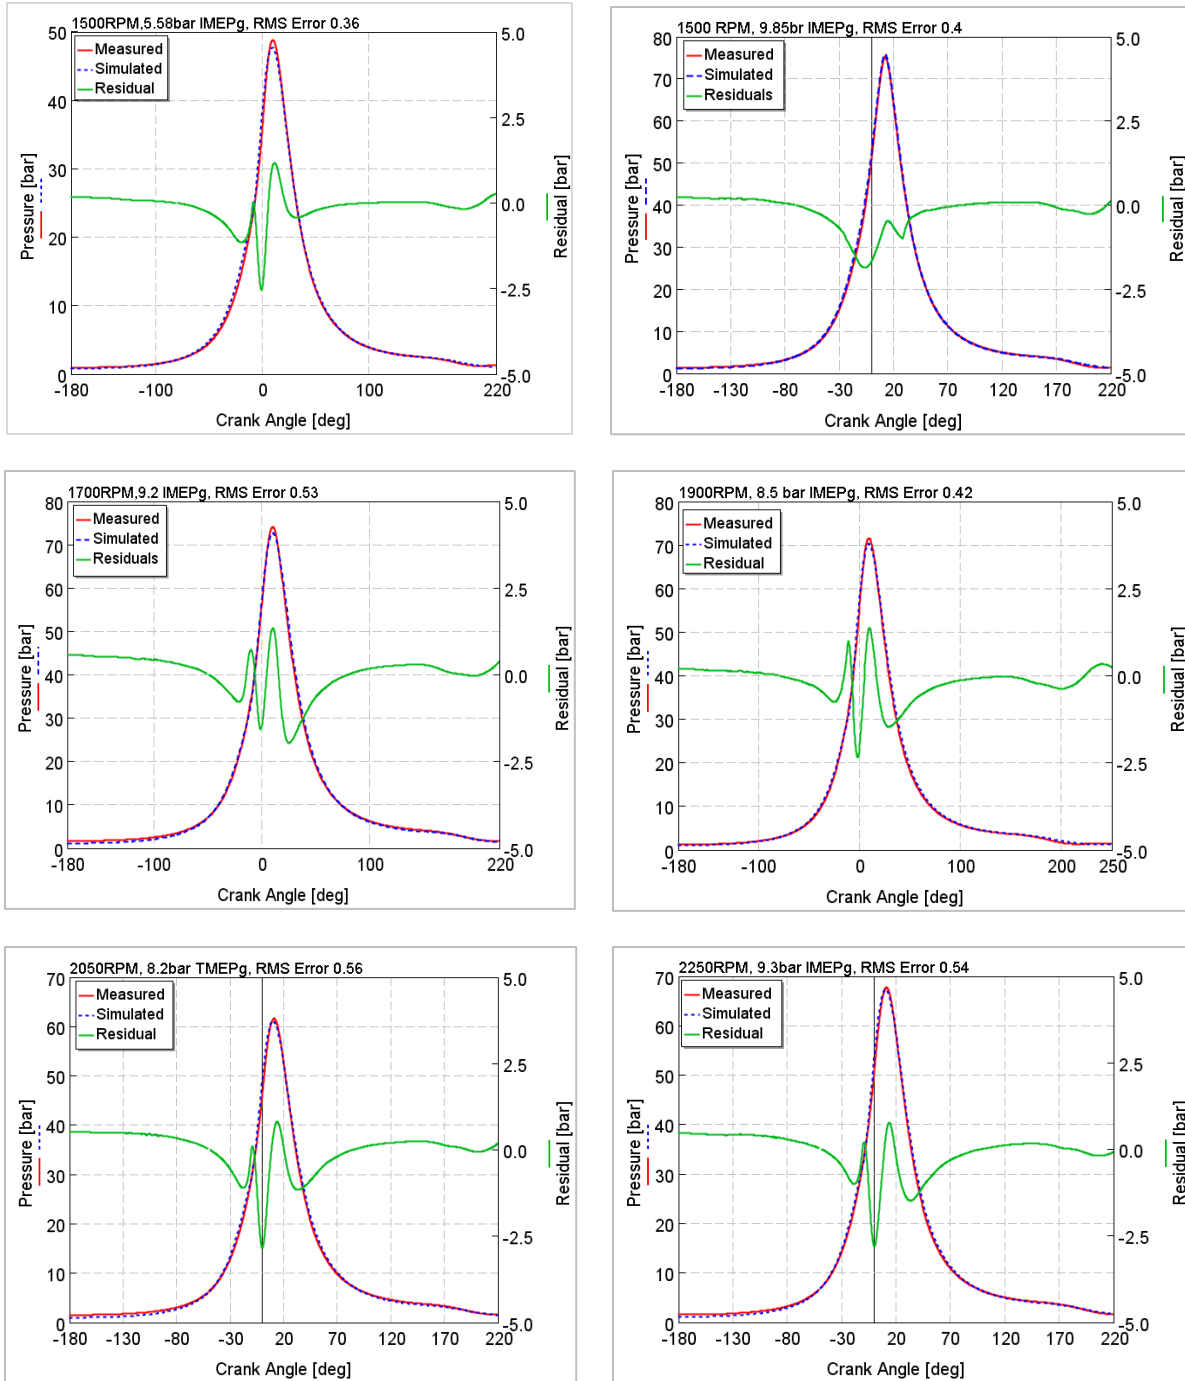 1500RPM,5.58bar IMEPg, RMS Error 0.36
50
40
30
20
10
0
5.0
2.5
0.0
-2.5
-5.0
Measured
Simulated
Residual
Pressure [bar]
Residual [bar]
-180
-100
0
100
220
Crank Angle [deg]
1500 RPM, 9.85br IMEPg, RMS Error 0.4
80
70
60
50
40
30
20
10
0
5.0
2.5
0.0
-2.5
-5.0
Measured
Simulated
Residuals
Pressure [bar]
Residual [bar]
-180
-130
-80
-30
20
70
120
170
220
Crank Angle [deg]
1700RPM,9.2 IMEPg, RMS Error 0.53
80
70
60
50
40
30
20
10
0
5.0
2.5
0.0
-2.5
-5.0
Measured
Simulated
Residuals
Pressure [bar]
Residual [bar]
-180
-100
0
100
220
Crank Angle [deg]
1900RPM, 8.5 bar IMEPg, RMS Error 0.42
80
70
60
50
40
30
20
10
0
5.0
2.5
0.0
-2.5
-5.0
Measured
Simulated
Residual
Pressure [bar]
Residual [bar]
-180
-100
0
100
200
250
Crank Angle [deg]
2050RPM, 8.2bar TMEPg, RMS Error 0.56
70
60
50
40
30
20
10
0
5.0
2.5
0.0
-2.5
-5.0
Measured
Simulated
Residual
Pressure [bar]
Residual [bar]
-180
-130
-80
-30
20
70
120
170
220
Crank Angle [deg]
2250RPM, 9.3bar IMEPg, RMS Error 0.54
70
60
50
40
30
20
10
0
5.0
2.5
0.0
-2.5
-5.0
Measured
Simulated
Residual
Pressure [bar]
Residual [bar]
-180
-130
-80
-30
20
70
120
170
220
Crank Angle [deg]